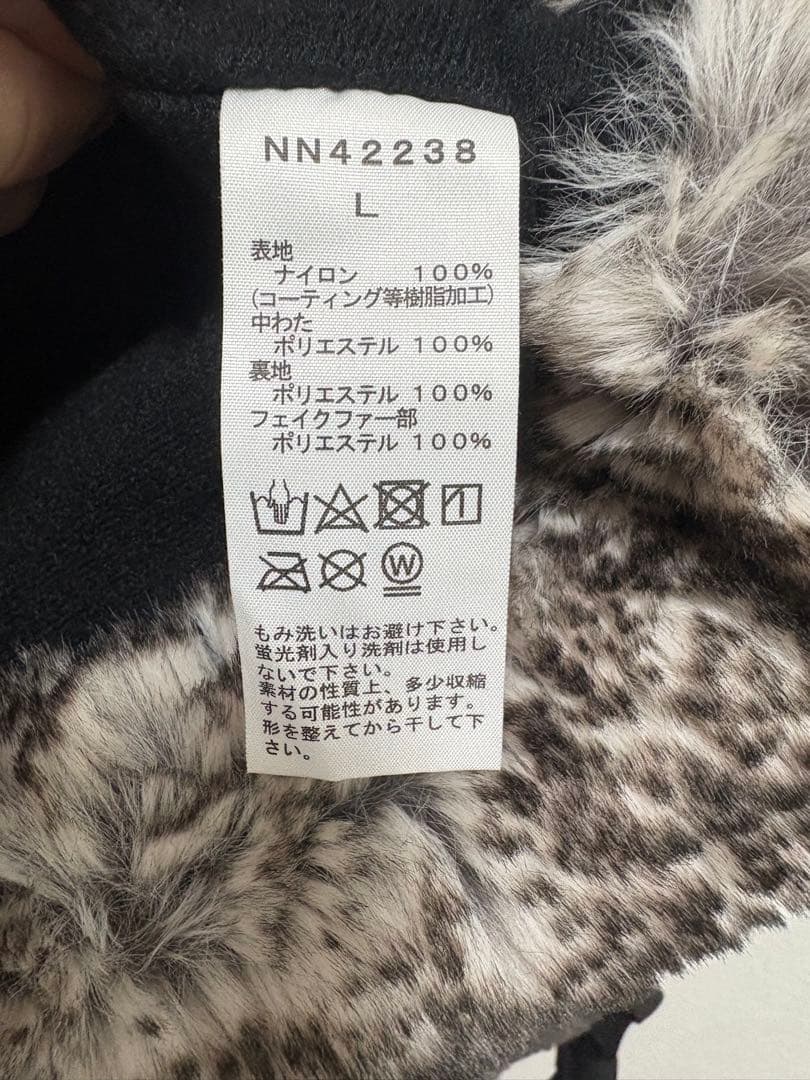 NN42238
L
表地
ナイロン 100%
(コーティング等樹脂加工)
中わた
ポリエステル 100%
裏地
ポリエステル 100%
フェイクファー部
ポリエステル 100%
W
もみ洗いはお避け下さい。
蛍光剤入り洗剤は使用し
ないで下さい。
素材の性質上、多少収縮
する可能性があります。
形を整えてから干して下
さい。